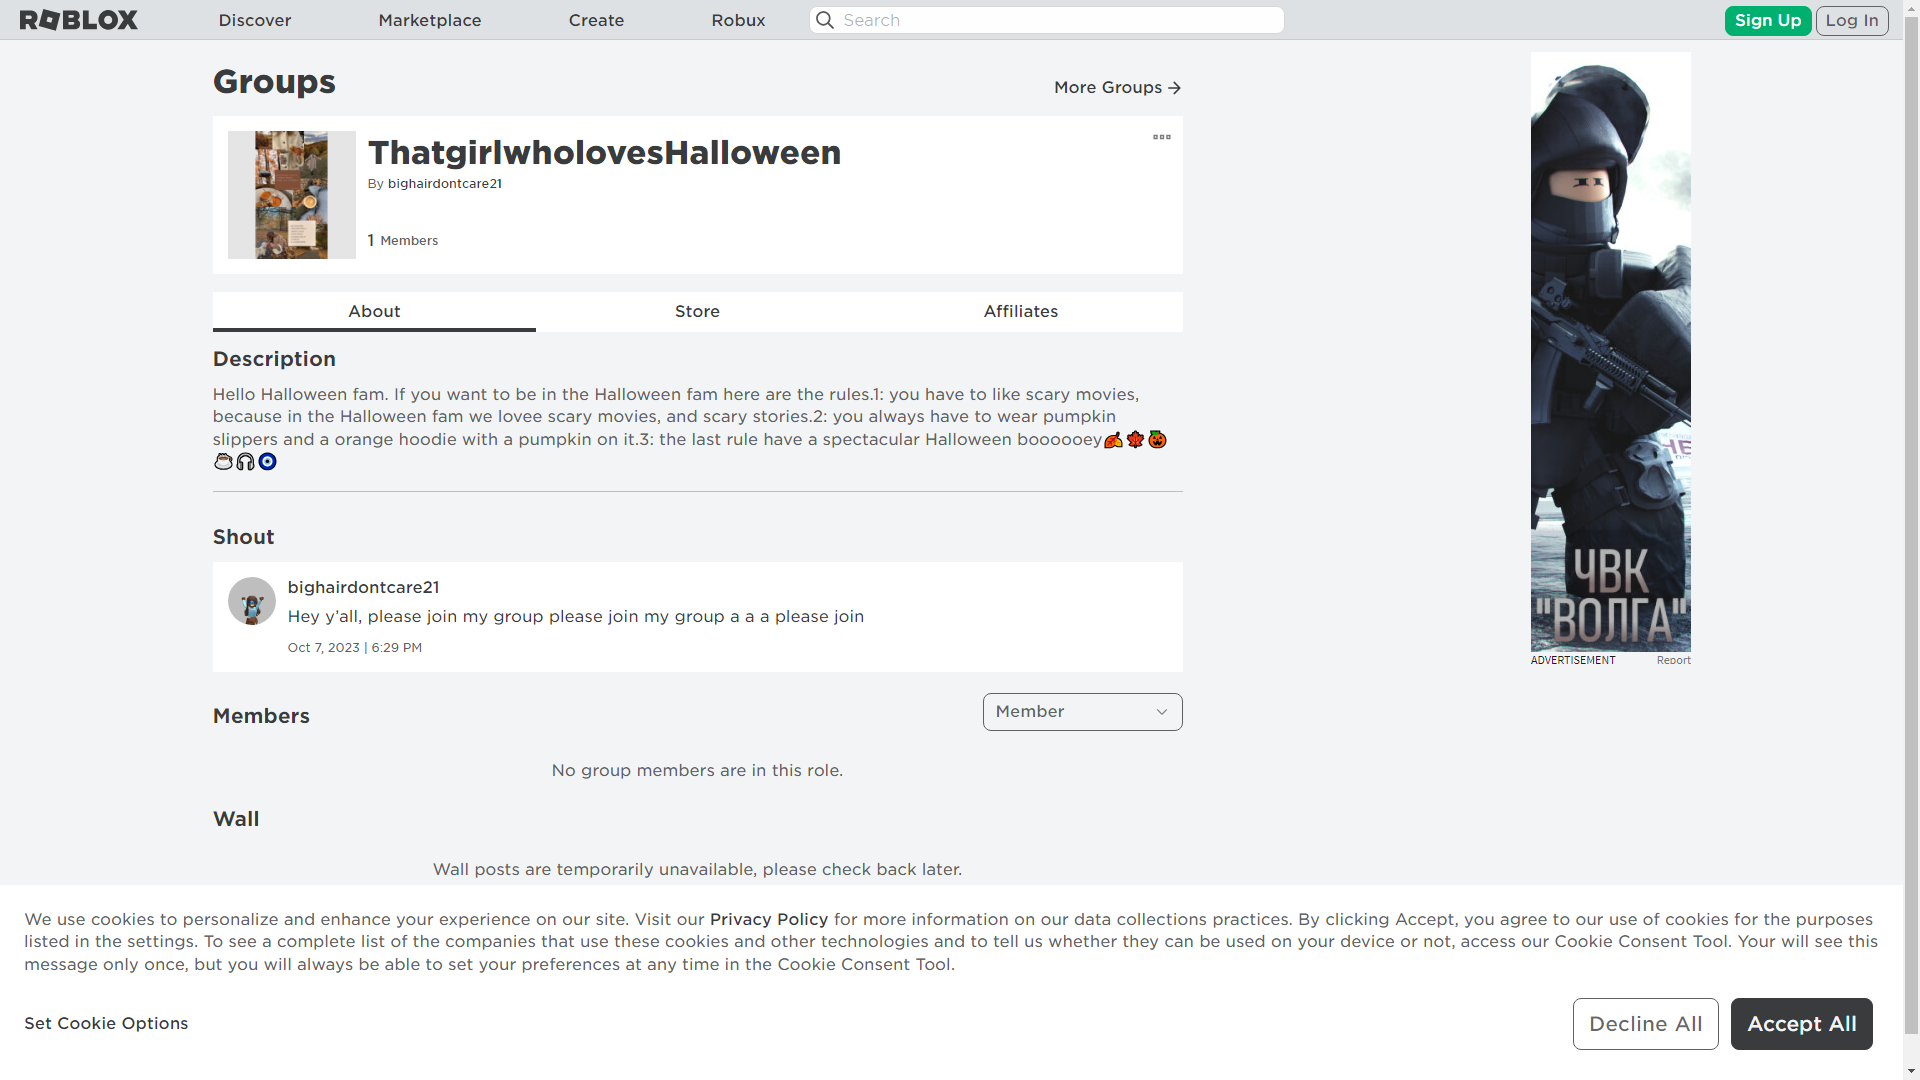 ROBLOX
Discover
Marketplace
Create
Robux
Search
Sign Up
Log In
Groups
More Groups
ThatgirlwholovesHalloween
By bighairdontcare21
1 Members
About
Store
Affiliates
Description
Hello Halloween fam. If you want to be in the Halloween fam here are the rules.1: you have to like scary movies,
because in the Halloween fam we lovee scary movies, and scary stories.2: you always have to wear pumpkin
slippers and a orange hoodie with a pumpkin on it.3: the last rule have a spectacular Halloween boooooey🍂🍁🎃
☕🎧🧿
Shout
bighairdontcare21
Hey y’all, please join my group please join my group a a a please join
Oct 7, 2023 | 6:29 PM
Members
Member
No group members are in this role.
Wall
Wall posts are temporarily unavailable, please check back later.
ЧВК
"ВОЛГА"
ADVERTISEMENT
Report
We use cookies to personalize and enhance your experience on our site. Visit our Privacy Policy for more information on our data collections practices. By clicking Accept, you agree to our use of cookies for the purposes
listed in the settings. To see a complete list of the companies that use these cookies and other technologies and to tell us whether they can be used on your device or not, access our Cookie Consent Tool. Your will see this
message only once, but you will always be able to set your preferences at any time in the Cookie Consent Tool.
Set Cookie Options
Decline All
Accept All